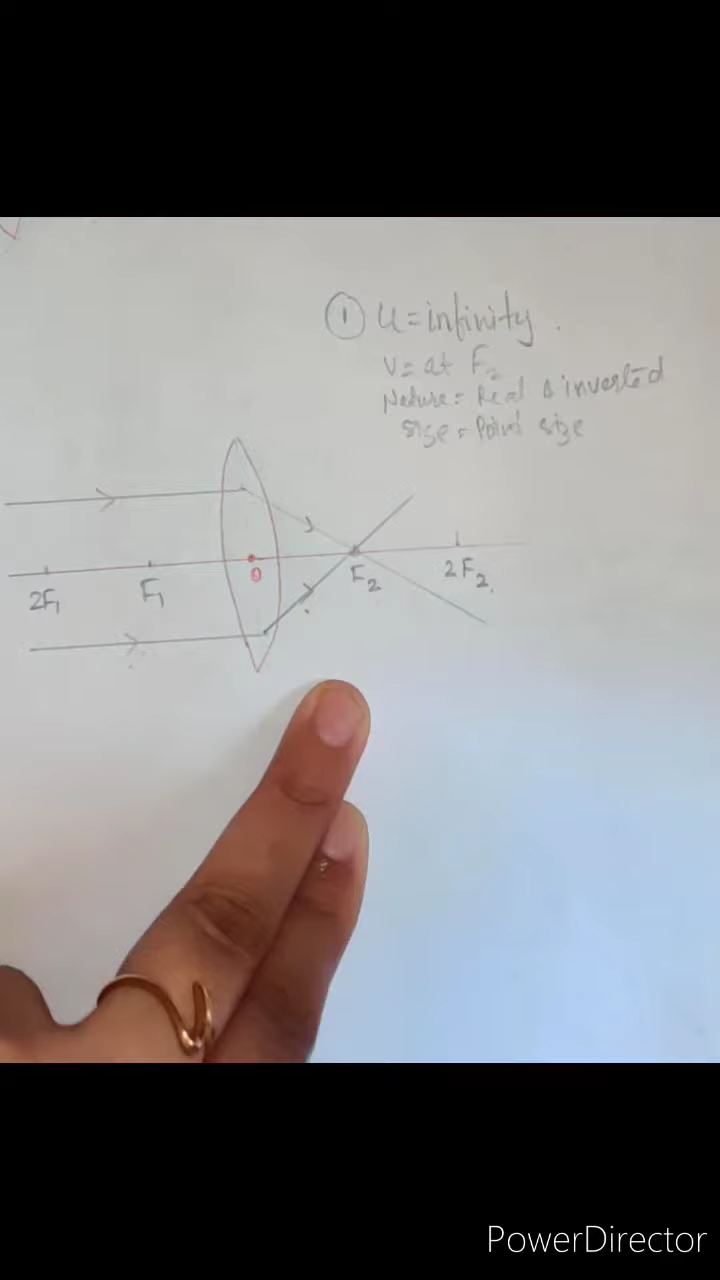 ① U = infinity.
V = at F₂
Nature = Real & inverted
Size = Point size
2F₁ F₁ O F₂ 2F₂
PowerDirector